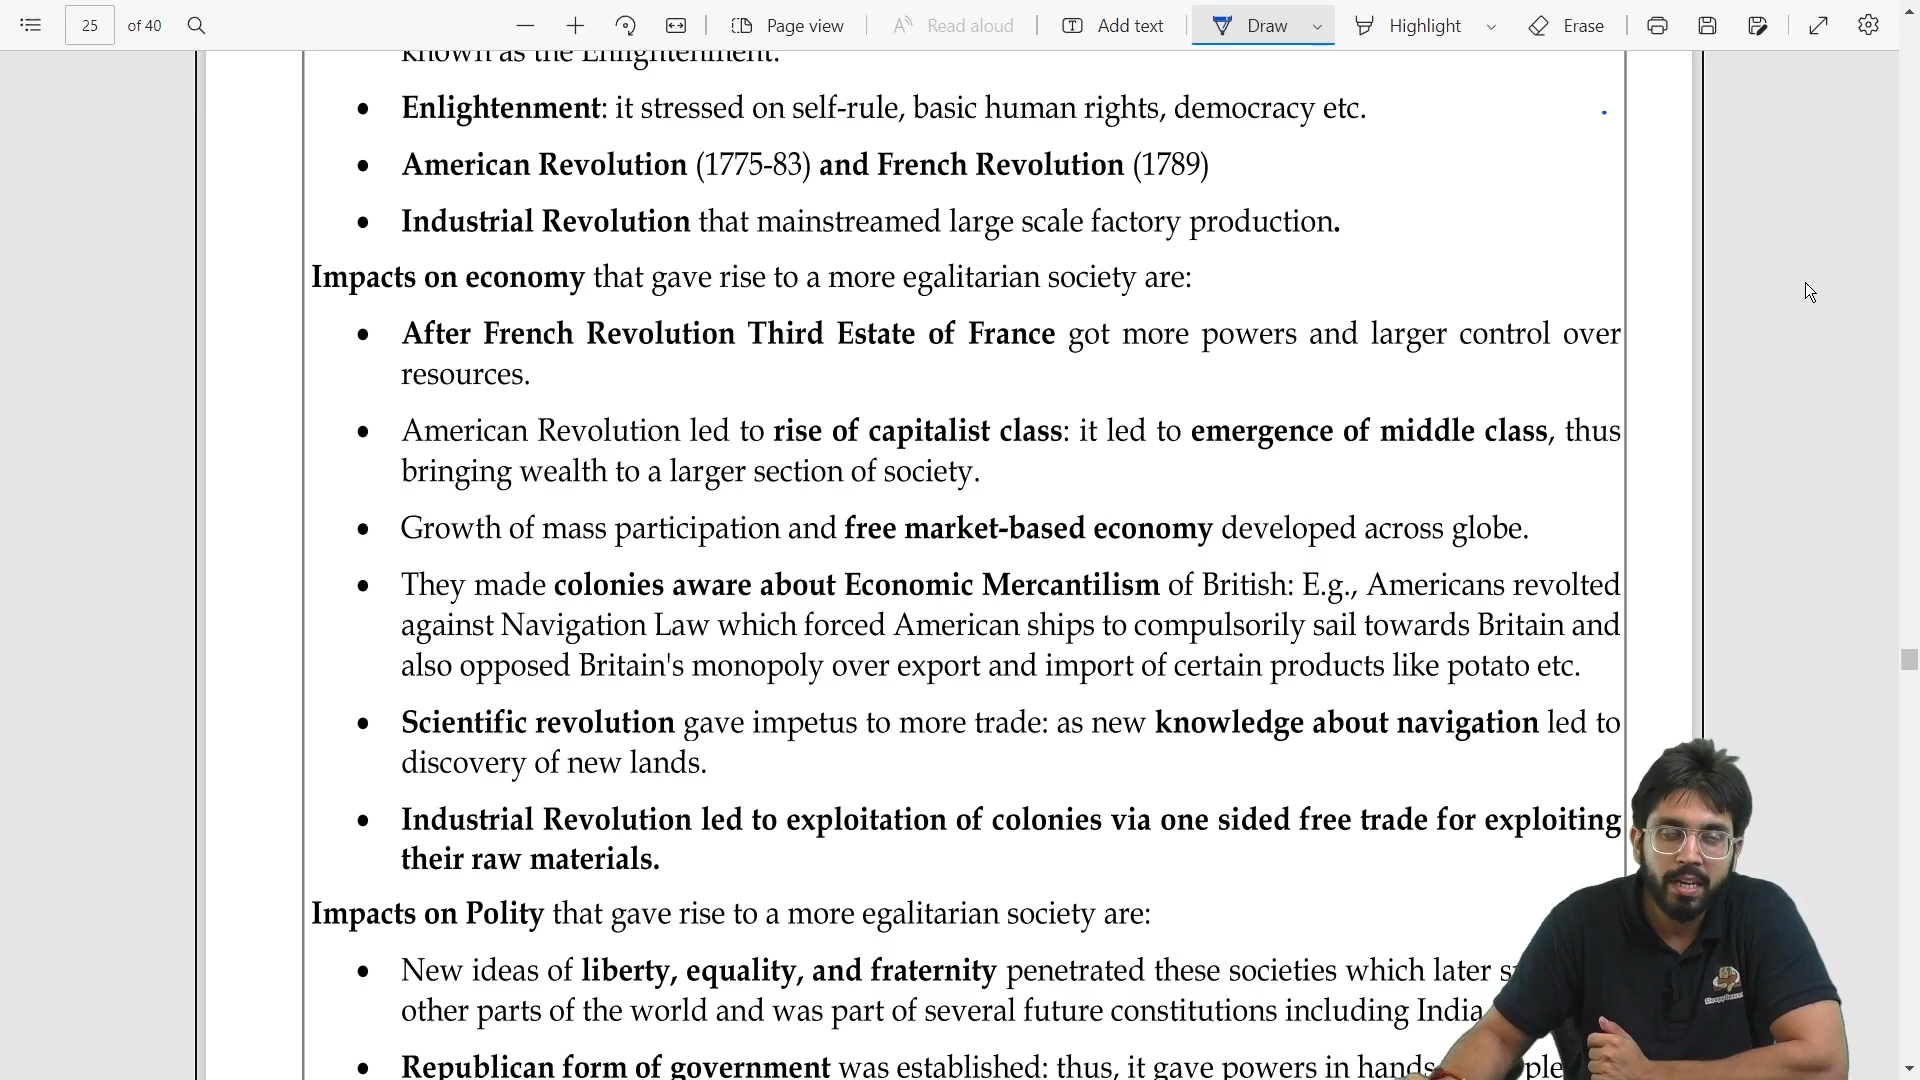 25 of 40 Page view Read aloud Add text Draw Highlight Erase
known as the Enlightenment.
• Enlightenment: it stressed on self-rule, basic human rights, democracy etc.
• American Revolution (1775-83) and French Revolution (1789)
• Industrial Revolution that mainstreamed large scale factory production.
Impacts on economy that gave rise to a more egalitarian society are:
• After French Revolution Third Estate of France got more powers and larger control over
resources.
• American Revolution led to rise of capitalist class: it led to emergence of middle class, thus
bringing wealth to a larger section of society.
• Growth of mass participation and free market-based economy developed across globe.
• They made colonies aware about Economic Mercantilism of British: E.g., Americans revolted
against Navigation Law which forced American ships to compulsorily sail towards Britain and
also opposed Britain's monopoly over export and import of certain products like potato etc.
• Scientific revolution gave impetus to more trade: as new knowledge about navigation led to
discovery of new lands.
• Industrial Revolution led to exploitation of colonies via one sided free trade for exploiting
their raw materials.
Impacts on Polity that gave rise to a more egalitarian society are:
• New ideas of liberty, equality, and fraternity penetrated these societies which later
other parts of the world and was part of several future constitutions including India
• Republican form of government was established: thus, it gave powers in hands